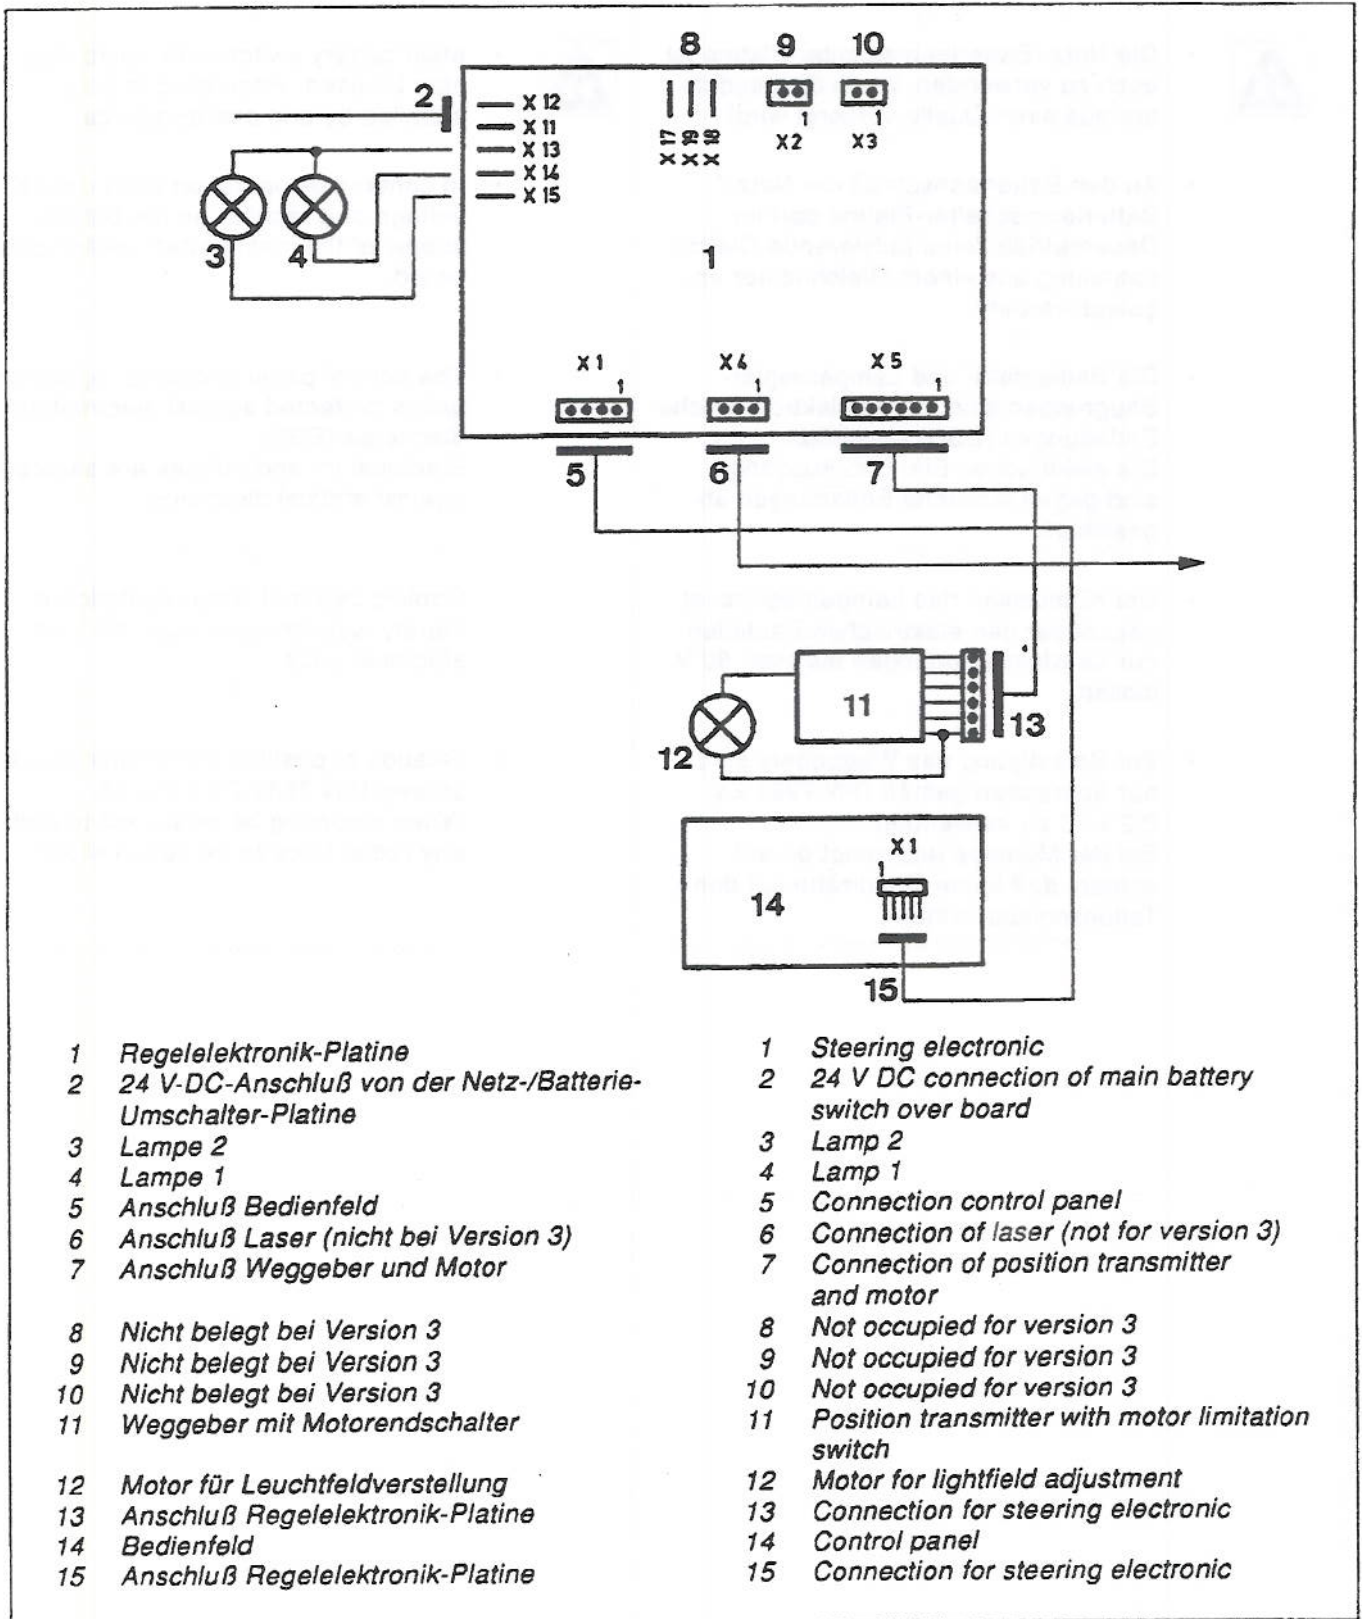 8 9 10
2
X 12
X 11
X 13
X 14
X 15
X 17
X 19
X 18
1
X2
1
X3
3 4
1
X 1
1
X 4
1
X 5
1
5 6 7
11
12
13
X 1
1
14
15
1 Regelelektronik-Platine
2 24 V-DC-Anschluß von der Netz-/Batterie-
Umschalter-Platine
3 Lampe 2
4 Lampe 1
5 Anschluß Bedienfeld
6 Anschluß Laser (nicht bei Version 3)
7 Anschluß Weggeber und Motor
8 Nicht belegt bei Version 3
9 Nicht belegt bei Version 3
10 Nicht belegt bei Version 3
11 Weggeber mit Motorendschalter
12 Motor für Leuchtfeldverstellung
13 Anschluß Regelelektronik-Platine
14 Bedienfeld
15 Anschluß Regelelektronik-Platine
1 Steering electronic
2 24 V DC connection of main battery
switch over board
3 Lamp 2
4 Lamp 1
5 Connection control panel
6 Connection of laser (not for version 3)
7 Connection of position transmitter
and motor
8 Not occupied for version 3
9 Not occupied for version 3
10 Not occupied for version 3
11 Position transmitter with motor limitation
switch
12 Motor for lightfield adjustment
13 Connection for steering electronic
14 Control panel
15 Connection for steering electronic